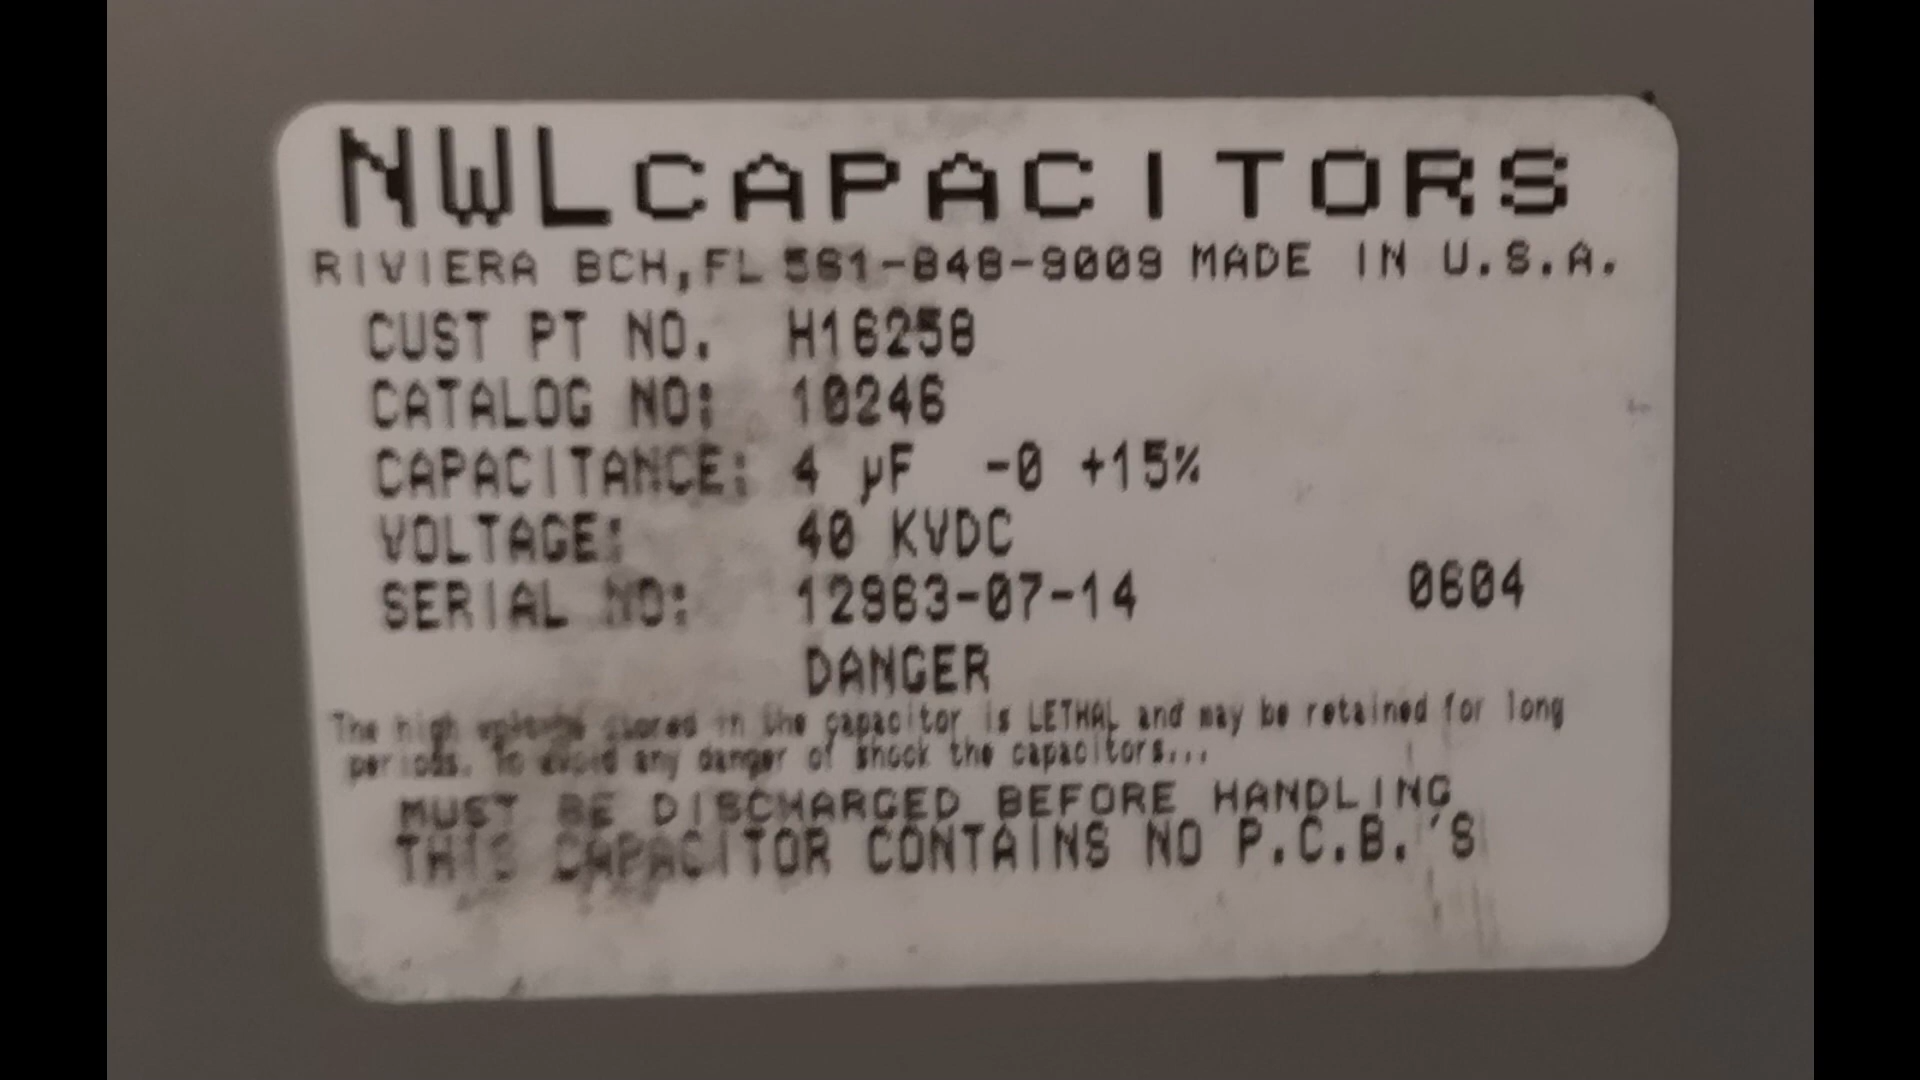 NWL CAPACITORS
RIVIERA BCH, FL 561-848-9009 MADE IN U.S.A.
CUST PT NO. H16258
CATALOG NO: 10246
CAPACITANCE: 4 µF -0 +15%
VOLTAGE: 40 KVDC
SERIAL NO: 12963-07-14 0604
DANGER
The high voltage stored in the capacitor is LETHAL and may be retained for long
periods. To avoid any danger of shock the capacitors...
MUST BE DISCHARGED BEFORE HANDLING
THIS CAPACITOR CONTAINS NO P.C.B.'S